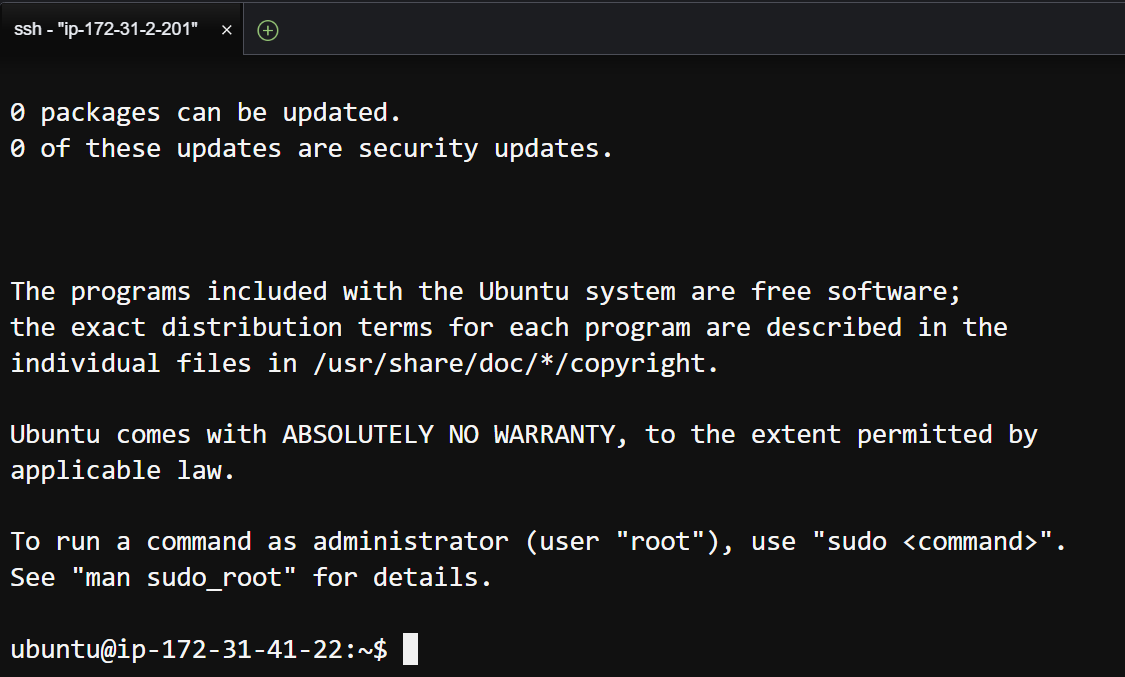 ssh - "ip-172-31-2-201"
0 packages can be updated.
0 of these updates are security updates.
The programs included with the Ubuntu system are free software;
the exact distribution terms for each program are described in the
individual files in /usr/share/doc/*/copyright.
Ubuntu comes with ABSOLUTELY NO WARRANTY, to the extent permitted by
applicable law.
To run a command as administrator (user "root"), use "sudo <command>".
See "man sudo_root" for details.
ubuntu@ip-172-31-41-22:~$